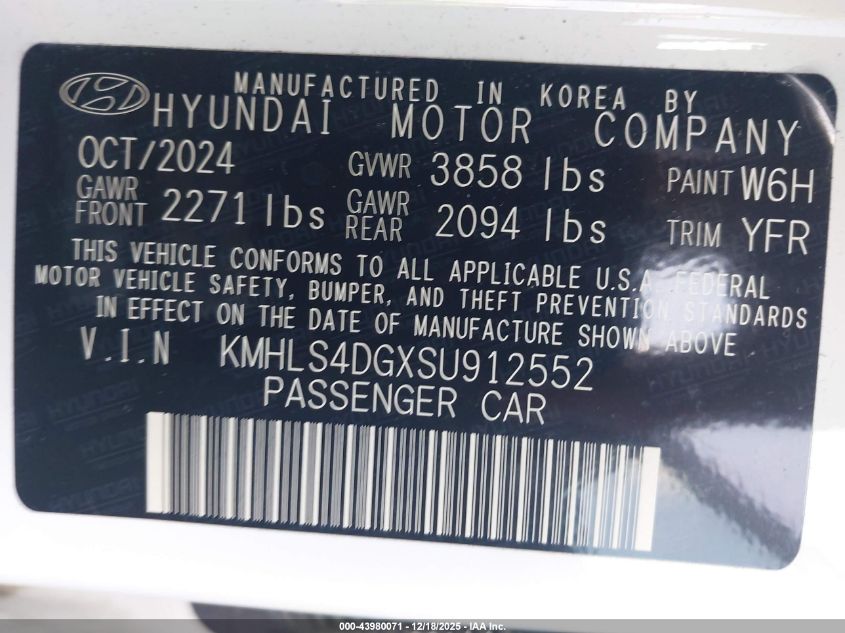 MANUFACTURED IN KOREA BY
HYUNDAI MOTOR COMPANY
OCT/2024 GVWR 3858 lbs PAINT W6H
GAWR FRONT 2271 lbs GAWR REAR 2094 lbs TRIM YFR
THIS VEHICLE CONFORMS TO ALL APPLICABLE U.S.A. FEDERAL
MOTOR VEHICLE SAFETY, BUMPER, AND THEFT PREVENTION STANDARDS
IN EFFECT ON THE DATE OF MANUFACTURE SHOWN ABOVE
V.I.N KMHLS4DGXSU912552
PASSENGER CAR
000-43980071 - 12/18/2025 - IAA Inc.